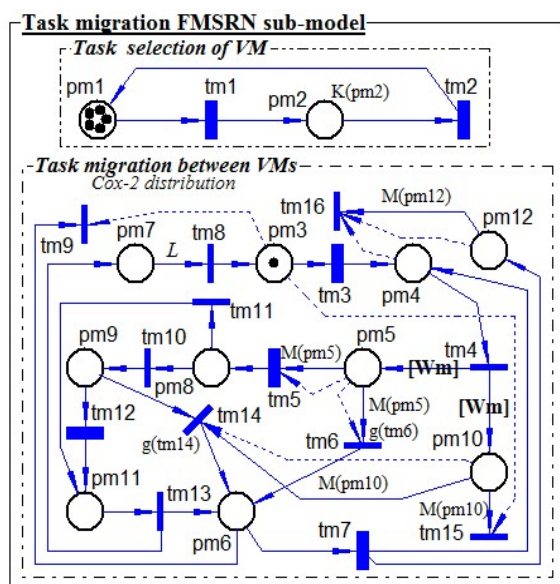 Task migration FMSRN sub-model
Task selection of VM
pm1
tm1
pm2
K(pm2)
tm2
Task migration between VMs
Cox-2 distribution
tm9
pm7
L
tm8
pm3
tm16
M(pm12)
pm12
tm3
pm4
tm11
pm9
tm10
pm8
M(pm5)
tm5
pm5
tm4
[Wm]
[Wm]
tm12
tm14
g(tm14)
tm6
M(pm5)
g(tm6)
pm10
pm11
tm13
pm6
M(pm10)
M(pm10)
tm7
tm15